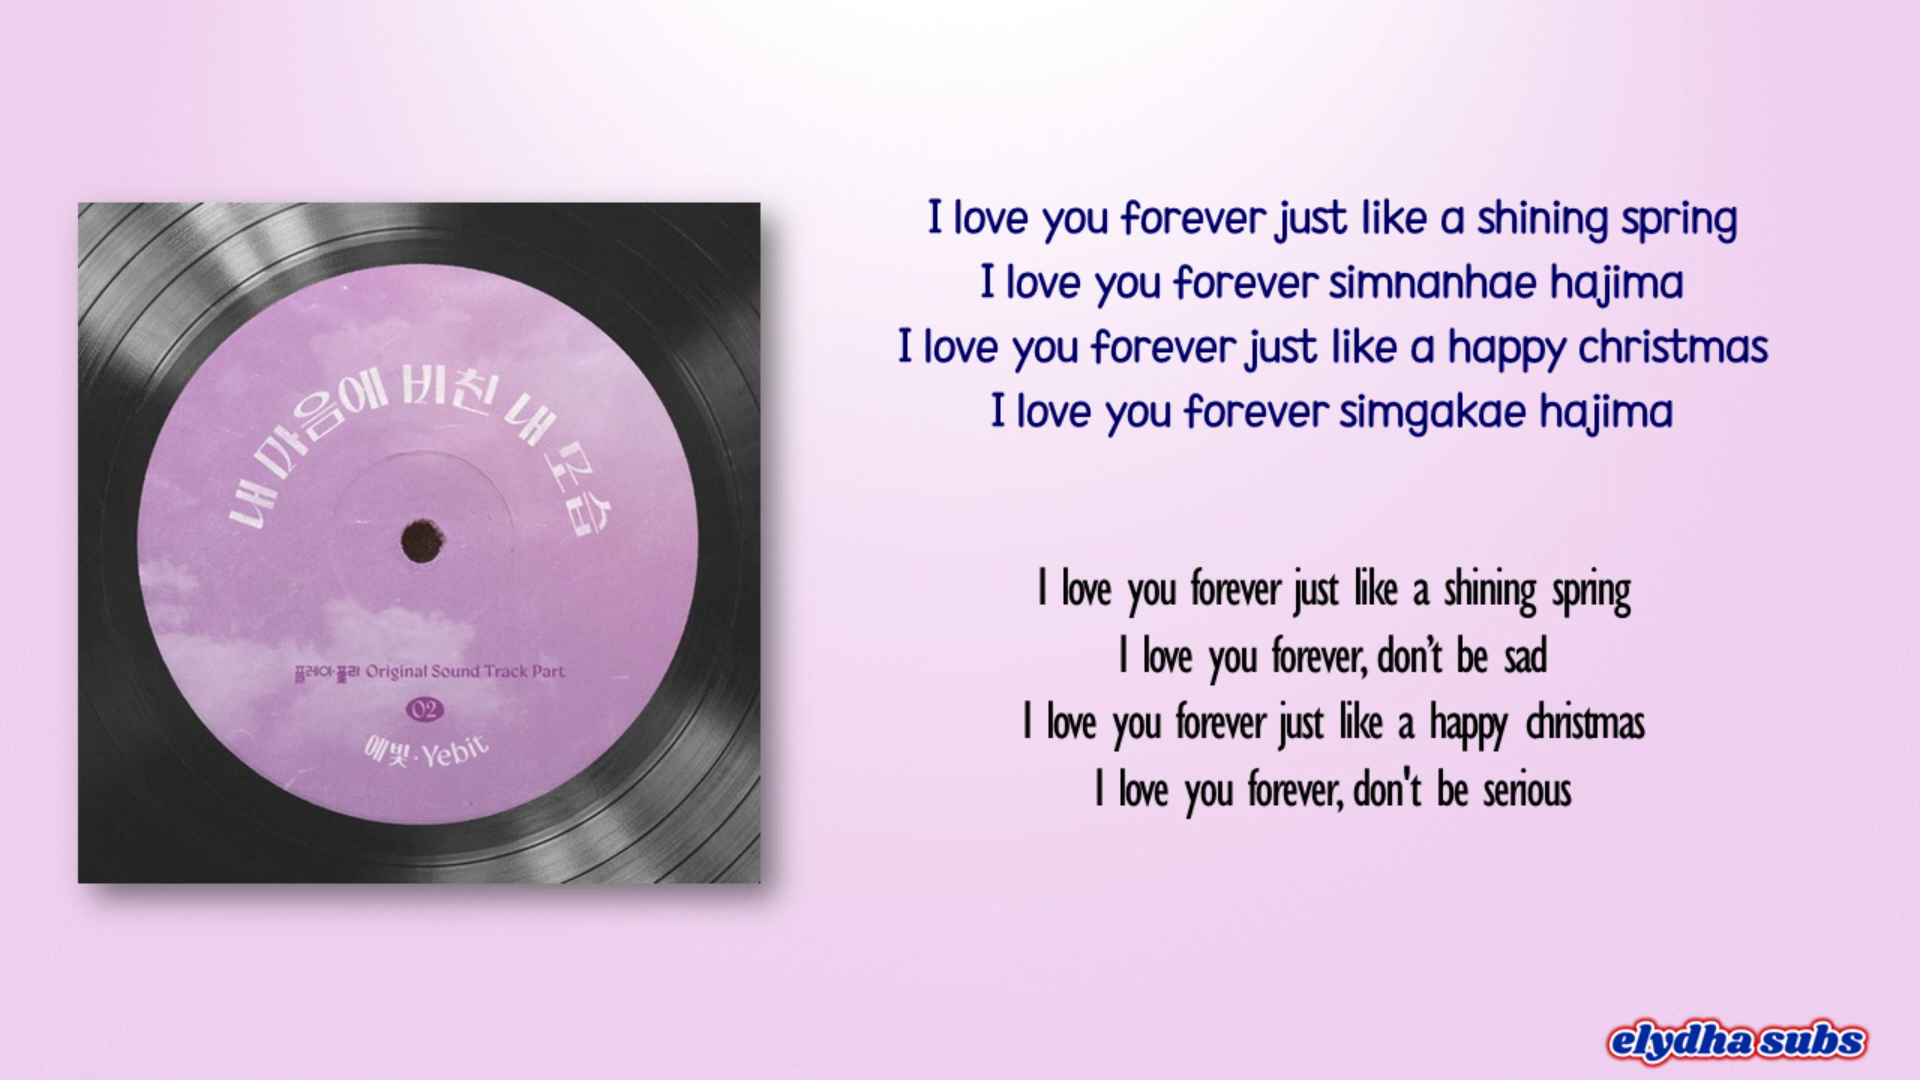 내 마음에 비친 내 모습
플레이·플리 Original Sound Track Part
02
예빛·Yebit
I love you forever just like a shining spring
I love you forever simnanhae hajima
I love you forever just like a happy christmas
I love you forever simgakae hajima
I love you forever just like a shining spring
I love you forever, don’t be sad
I love you forever just like a happy christmas
I love you forever, don't be serious
elydha subs